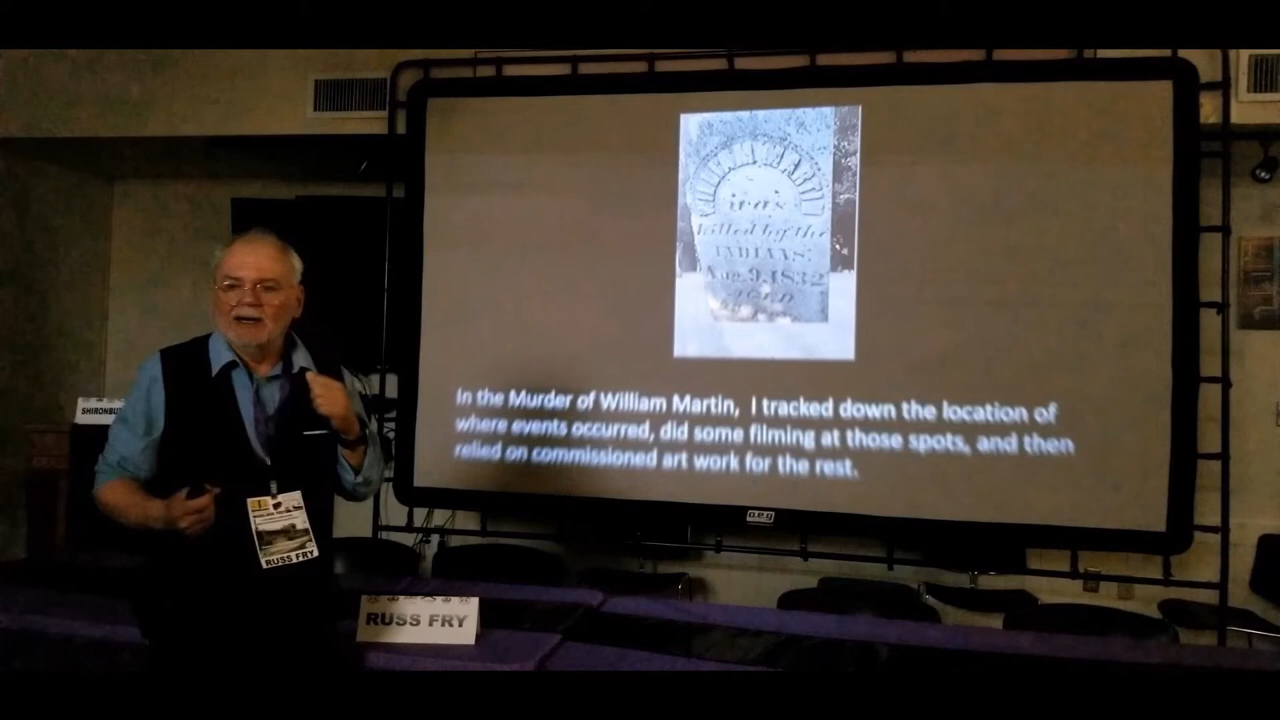 WILLIAM MARTIN
was
killed by the
INDIANS:
Aug. 9, 1832
In the Murder of William Martin, I tracked down the location of
where events occurred, did some filming at those spots, and then
relied on commissioned art work for the rest.
a.e.g
SHIRONBU
RUSS FRY
RUSS FRY